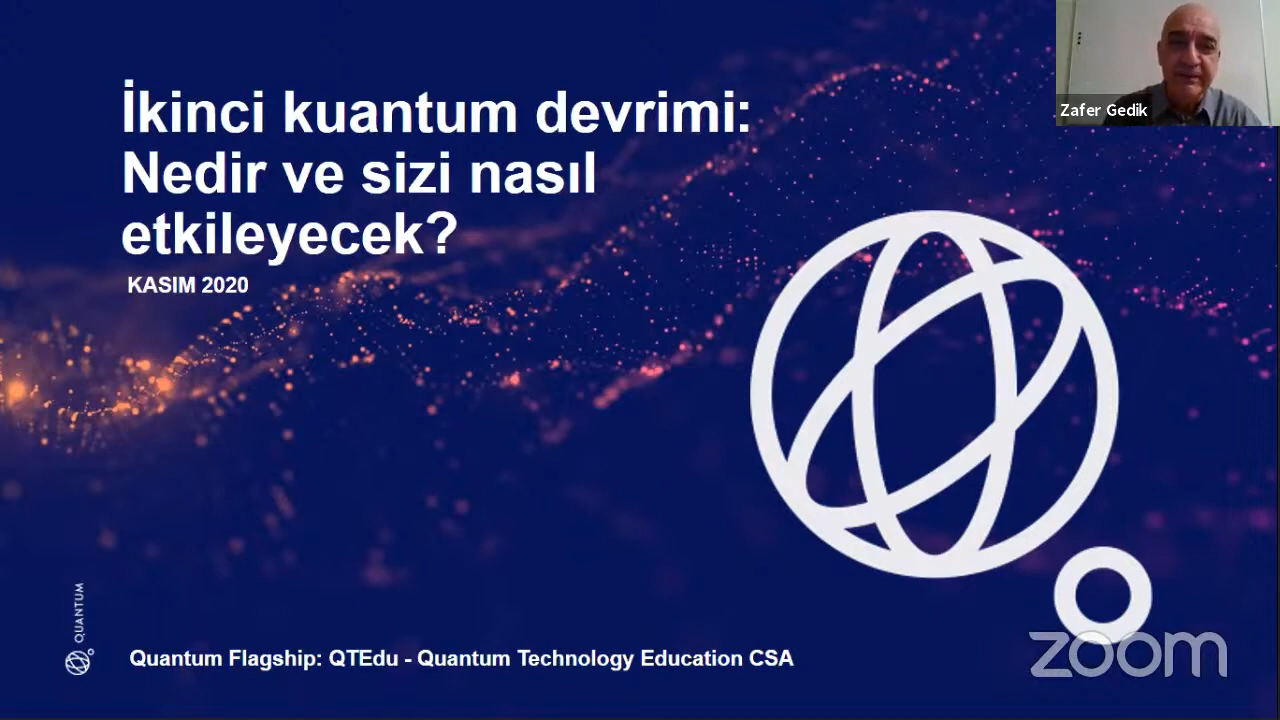 İkinci kuantum devrimi:
Nedir ve sizi nasıl
etkileyecek?
KASIM 2020
Zafer Gedik
QUANTUM
Quantum Flagship: QTEdu - Quantum Technology Education CSA
zoom